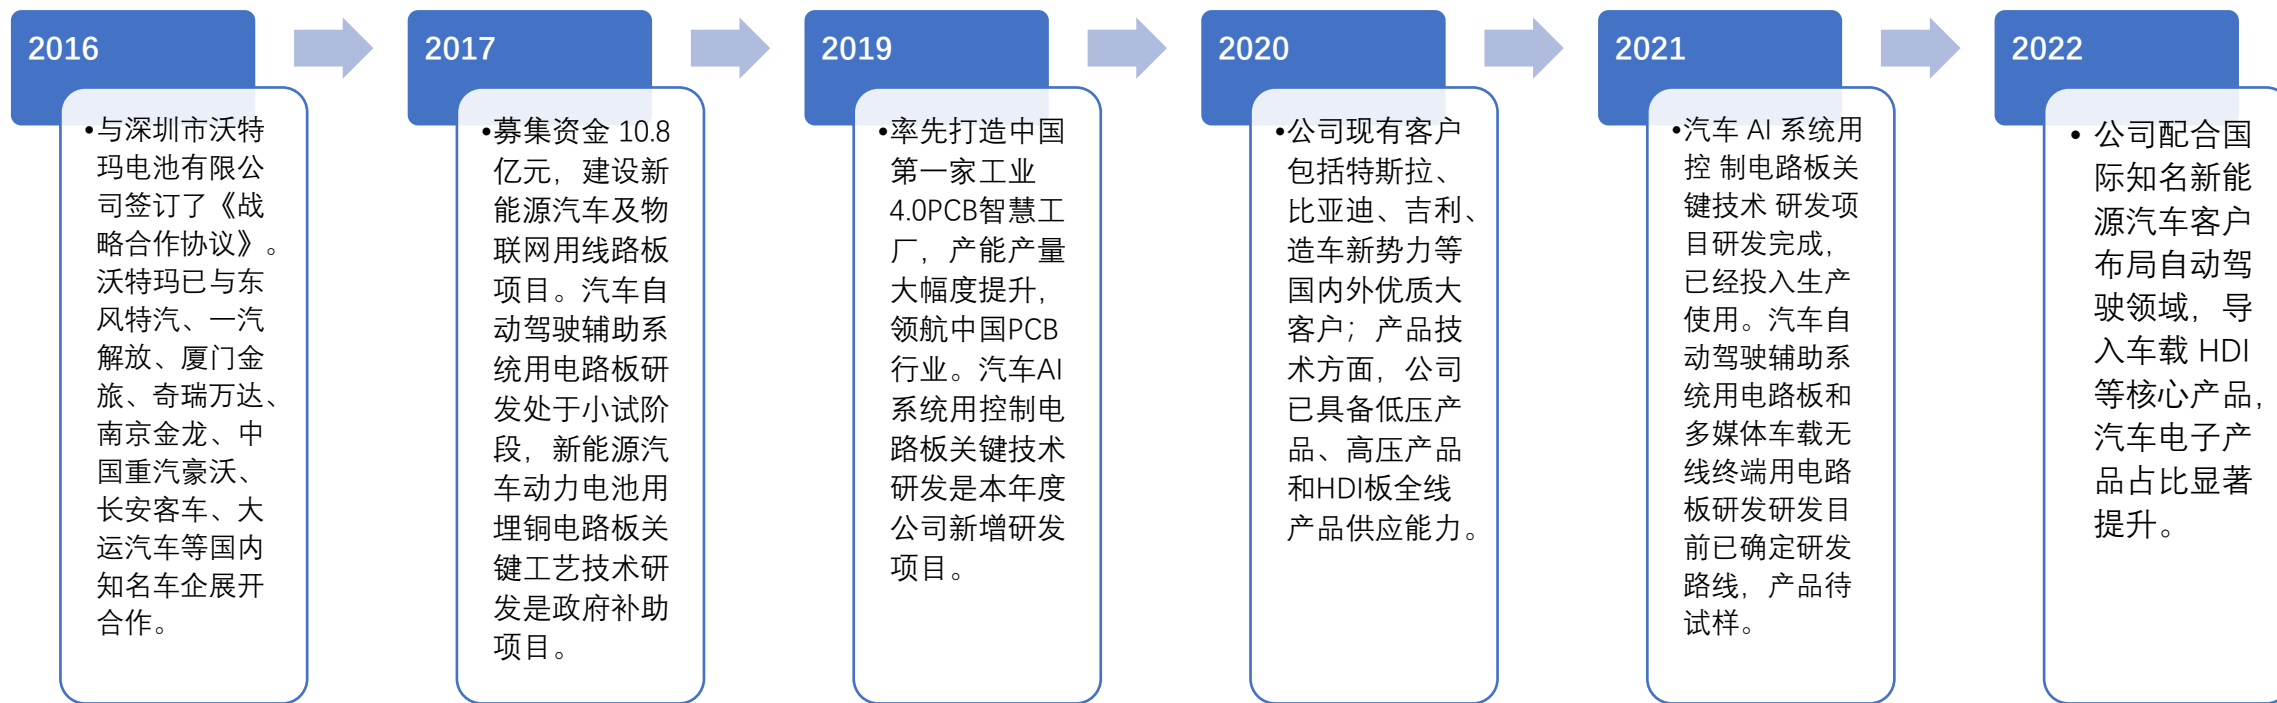 2016
•与深圳市沃特
玛电池有限公
司签订了《战
略合作协议》。
沃特玛已与东
风特汽、一汽
解放、厦门金
旅、奇瑞万达、
南京金龙、中
国重汽豪沃、
长安客车、大
运汽车等国内
知名车企展开
合作。
2017
•募集资金 10.8
亿元，建设新
能源汽车及物
联网用线路板
项目。汽车自
动驾驶辅助系
统用电路板研
发处于小试阶
段，新能源汽
车动力电池用
埋铜电路板关
键工艺技术研
发是政府补助
项目。
2019
•率先打造中国
第一家工业
4.0PCB智慧工
厂，产能产量
大幅度提升，
领航中国PCB
行业。汽车AI
系统用控制电
路板关键技术
研发是本年度
公司新增研发
项目。
2020
•公司现有客户
包括特斯拉、
比亚迪、吉利、
造车新势力等
国内外优质大
客户；产品技
术方面，公司
已具备低压产
品、高压产品
和HDI板全线
产品供应能力。
2021
•汽车 AI 系统用
控 制电路板关
键技术 研发项
目研发完成，
已经投入生产
使用。汽车自
动驾驶辅助系
统用电路板和
多媒体车载无
线终端用电路
板研发研发目
前已确定研发
路线，产品待
试样。
2022
• 公司配合国
际知名新能
源汽车客户
布局自动驾
驶领域，导
入车载 HDI
等核心产品，
汽车电子产
品占比显著
提升。